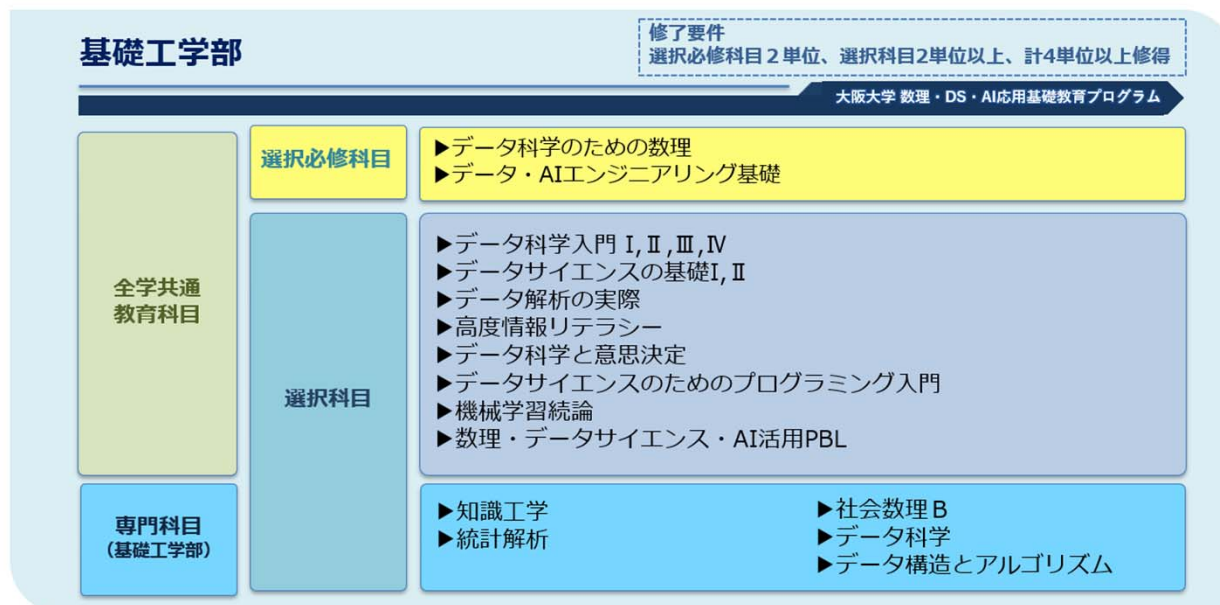 基礎工学部
修了要件
選択必修科目２単位、選択科目2単位以上、計4単位以上修得
大阪大学 数理・DS・AI応用基礎教育プログラム
全学共通
教育科目
選択必修科目
▶データ科学のための数理
▶データ・AIエンジニアリング基礎
選択科目
▶データ科学入門 Ⅰ,Ⅱ,Ⅲ,Ⅳ
▶データサイエンスの基礎Ⅰ,Ⅱ
▶データ解析の実際
▶高度情報リテラシー
▶データ科学と意思決定
▶データサイエンスのためのプログラミング入門
▶機械学習続論
▶数理・データサイエンス・AI活用PBL
専門科目
（基礎工学部）
▶知識工学
▶統計解析
▶社会数理Ｂ
▶データ科学
▶データ構造とアルゴリズム